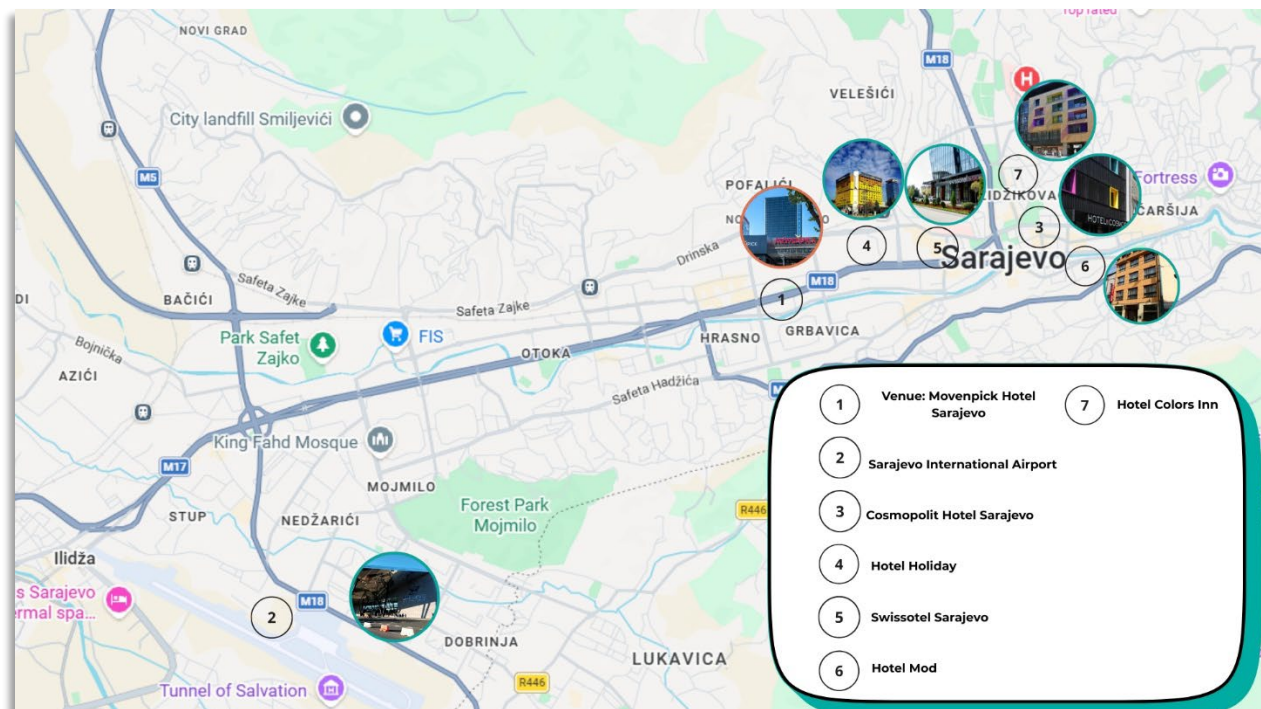 Top rated
NOVI GRAD
M18
VELEŠIĆI
City landfill Smiljevići
M5
POFALIĆI
7
Fortress
ČARŠIJA
3
4
5
Sarajevo
6
Drinska
M18
1
Safeta Zajke
BAČIĆI
Safeta Zajke
GRBAVICA
HRASNO
Park Safet
Zajko
FIS
OTOKA
Bojnička
AZIĆI
Safeta Hadžića
King Fahd Mosque
M17
MOJMILO
STUP
NEDŽARIĆI
Forest Park
Mojmilo
R446
Ilidža
s Sarajevo
ermal spa...
M18
2
DOBRINJA
LUKAVICA
R446
Tunnel of Salvation
1
Venue: Movenpick Hotel
Sarajevo
7
Hotel Colors Inn
2
Sarajevo International Airport
3
Cosmopolit Hotel Sarajevo
4
Hotel Holiday
5
Swissotel Sarajevo
6
Hotel Mod